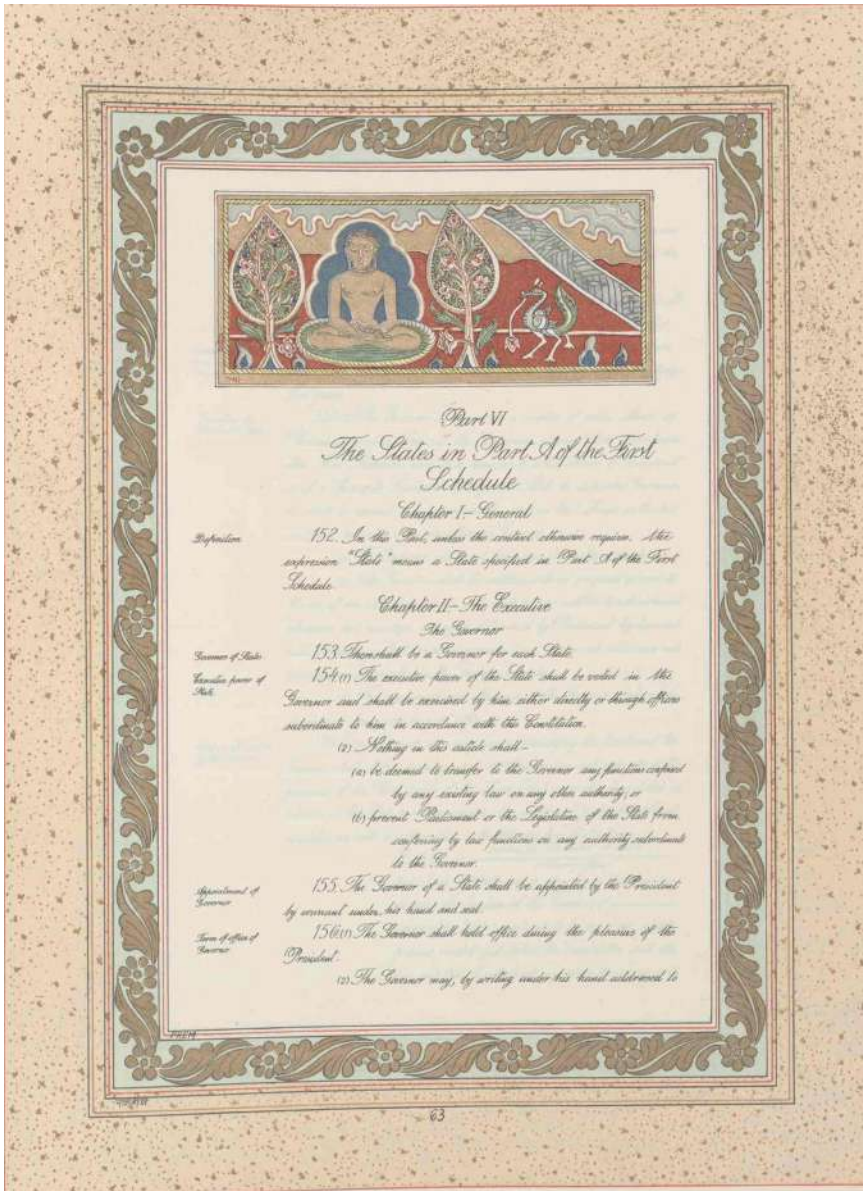 Part VI
The States in Part A of the First
Schedule
Chapter I – General
Definition
152. In this Part, unless the context otherwise requires, the
expression "State" means a State specified in Part A of the First
Schedule.
Chapter II – The Executive
The Governor
Governors of States.
153. There shall be a Governor for each State.
Executive power of
State.
154.(1) The executive power of the State shall be vested in the
Governor and shall be exercised by him either directly or through officers
subordinate to him in accordance with this Constitution.
(2) Nothing in this article shall –
(a) be deemed to transfer to the Governor any functions conferred
by any existing law on any other authority; or
(b) prevent Parliament or the Legislature of the State from
conferring by law functions on any authority subordinate
to the Governor.
Appointment of
Governor
155. The Governor of a State shall be appointed by the President
by warrant under his hand and seal.
Term of office of
Governor
156.(1) The Governor shall hold office during the pleasure of the
President.
(2) The Governor may, by writing under his hand addressed to
PREM
63